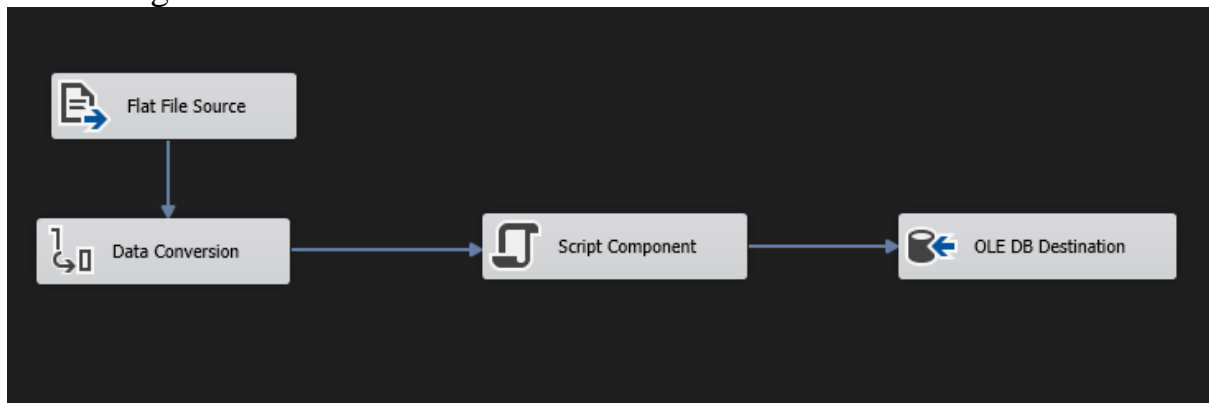 Flat File Source
Data Conversion
Script Component
OLE DB Destination